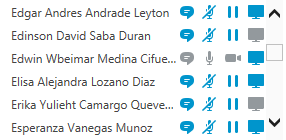 Edgar Andres Andrade Leyton
Edinson David Saba Duran
Edwin Wbeimar Medina Cifue...
Elisa Alejandra Lozano Diaz
Erika Yulieht Camargo Queve...
Esperanza Vanegas Munoz